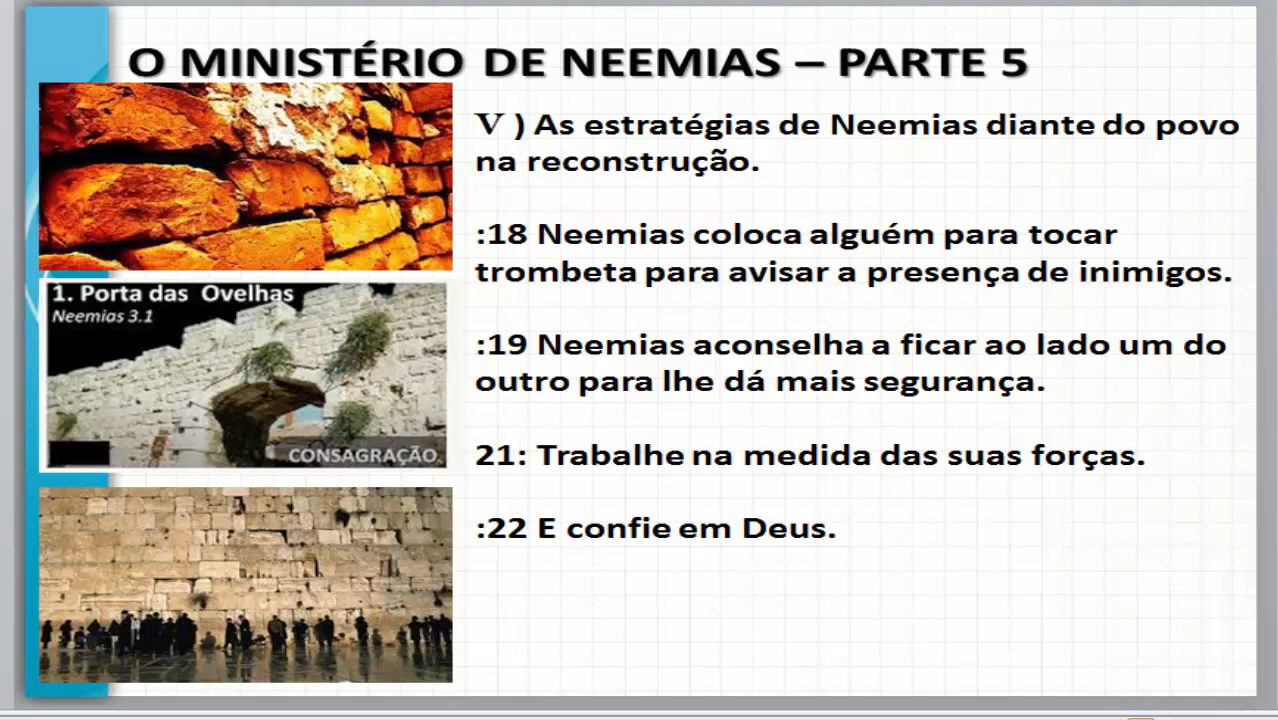 O MINISTÉRIO DE NEEMIAS – PARTE 5
V ) As estratégias de Neemias diante do povo
na reconstrução.
:18 Neemias coloca alguém para tocar
trombeta para avisar a presença de inimigos.
:19 Neemias aconselha a ficar ao lado um do
outro para lhe dá mais segurança.
21: Trabalhe na medida das suas forças.
:22 E confie em Deus.
1. Porta das Ovelhas
Neemias 3.1
CONSAGRAÇÃO.